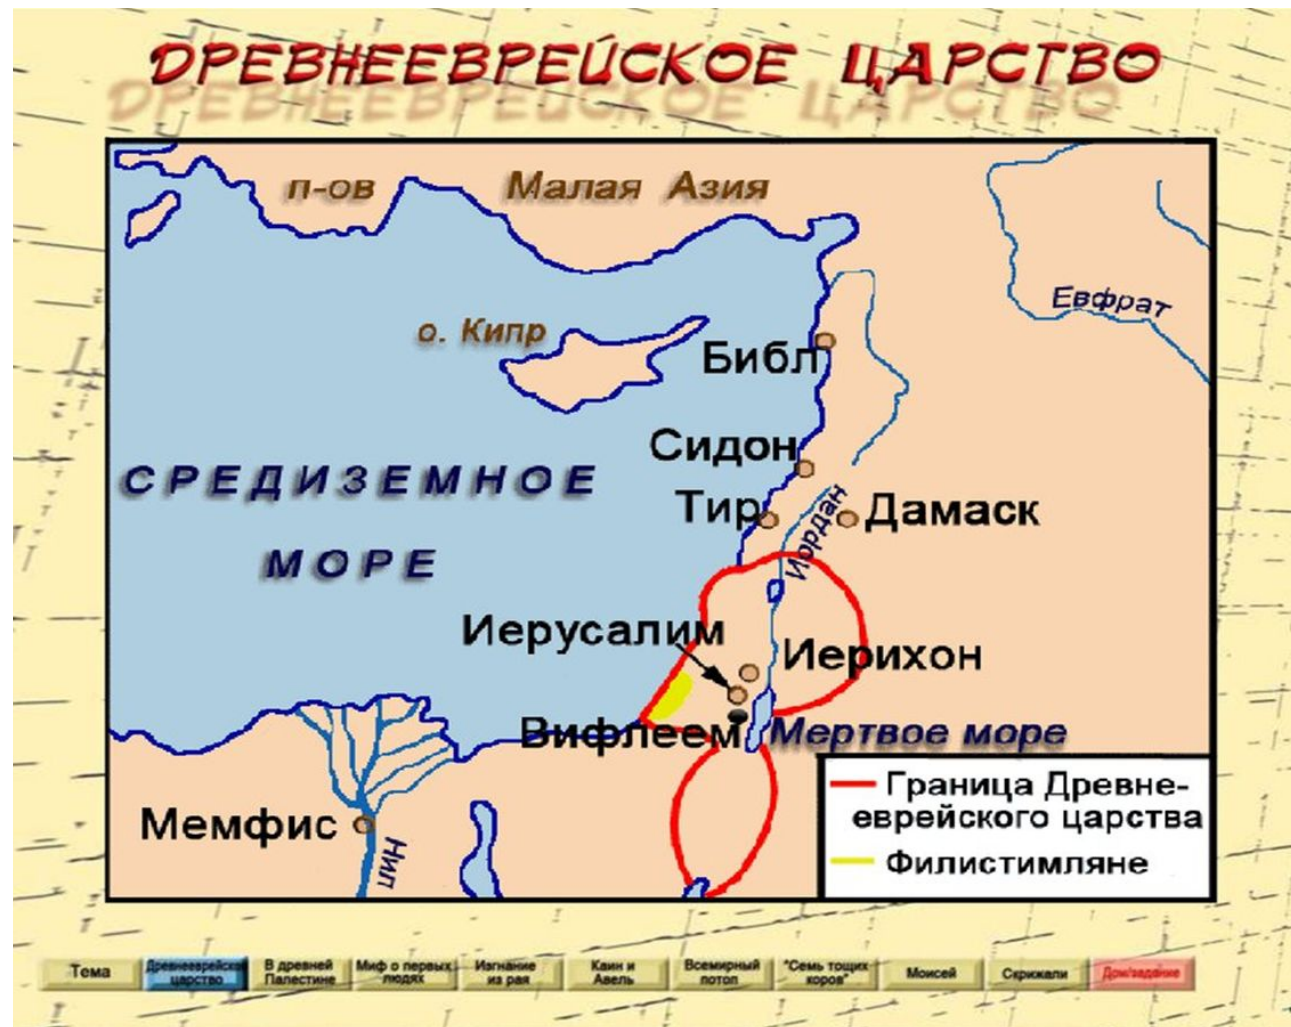 ДРЕВНЕЕВРЕЙСКОЕ ЦАРСТВО
п-ов Малая Азия
Евфрат
о. Кипр
Библ
Сидон
СРЕДИЗЕМНОЕ
МОРЕ
Тир
Иордан
Дамаск
Иерусалим
Иерихон
Вифлеем
Мертвое море
Мемфис
Нил
Граница Древне-
еврейского царства
Филистимляне
Тема
Древнееврейское
царство
В древней
Палестине
Миф о первых
людях
Изгнание
из рая
Каин и
Авель
Всемирный
потоп
"Семь тощих
коров"
Моисей
Скрижали
Дом/задание